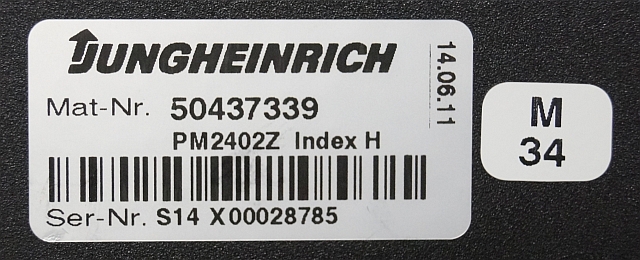 JUNGHEINRICH
Mat-Nr. 50437339
PM2402Z Index H
Ser-Nr. S14 X00028785
14.06.11
M
34